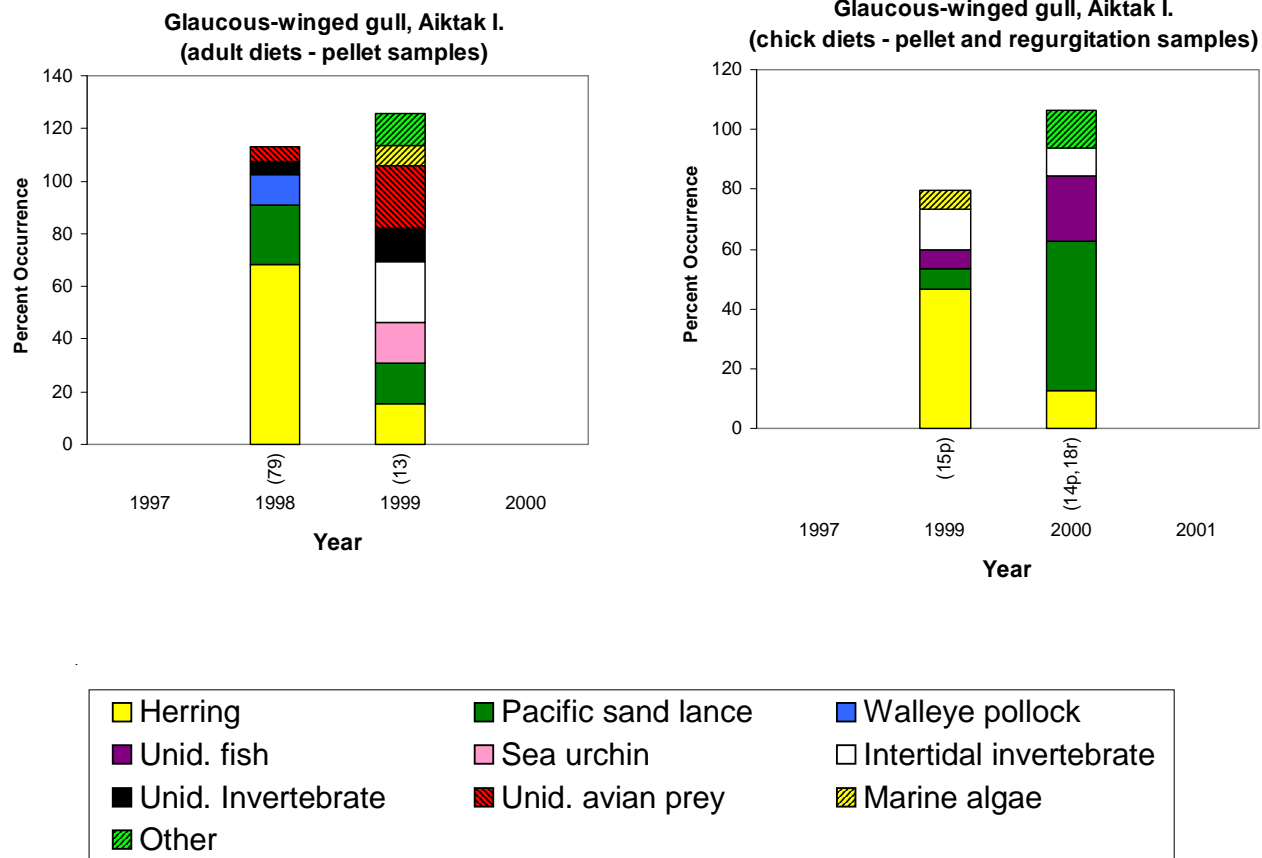 Glaucous-winged gull, Aiktak I.
(adult diets - pellet samples)
140
120
100
80
60
40
20
0
Percent Occurrence
(79)
(13)
1997
1998
1999
2000
Year
Glaucous-winged gull, Aiktak I.
(chick diets - pellet and regurgitation samples)
120
100
80
60
40
20
0
Percent Occurrence
(15p)
(14p,18r)
1997
1999
2000
2001
Year
Herring
Pacific sand lance
Walleye pollock
Unid. fish
Sea urchin
Intertidal invertebrate
Unid. Invertebrate
Unid. avian prey
Marine algae
Other